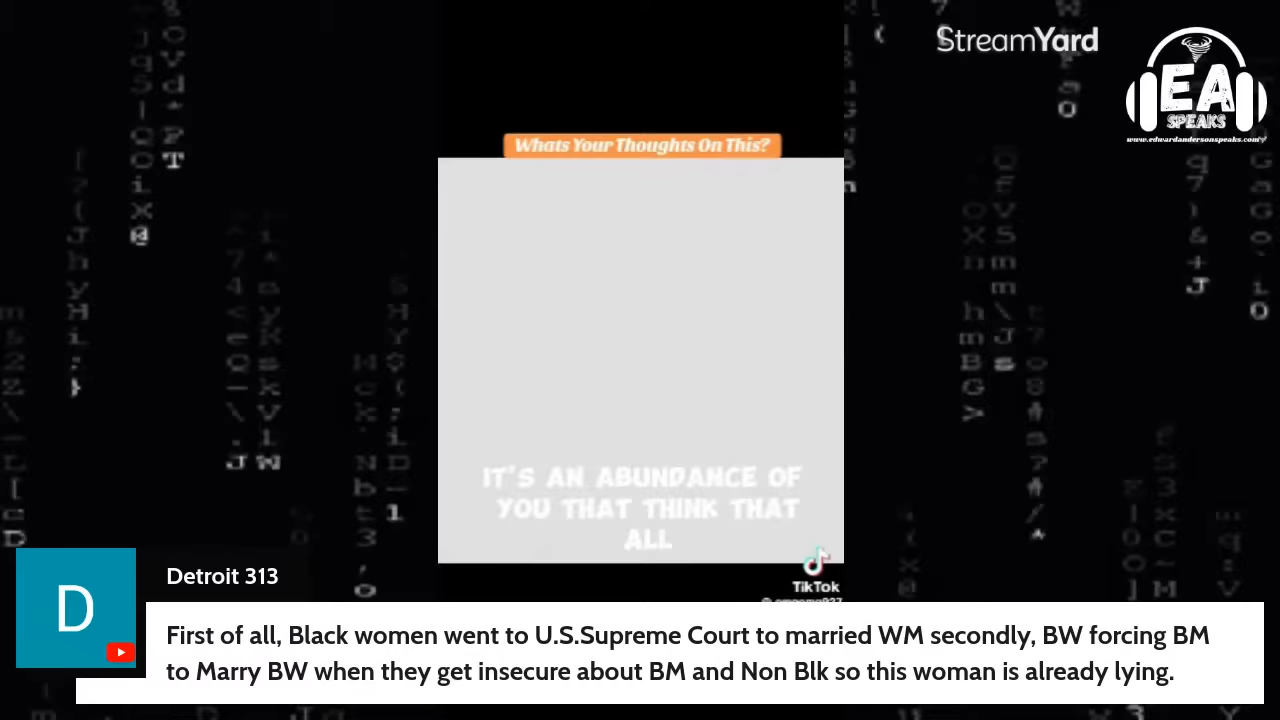 StreamYard
EA
SPEAKS
www.edwardandersonspeaks.com
Whats Your Thoughts On This?
IT'S AN ABUNDANCE OF
YOU THAT THINK THAT
ALL
TikTok
D
Detroit 313
First of all, Black women went to U.S.Supreme Court to married WM secondly, BW forcing BM
to Marry BW when they get insecure about BM and Non Blk so this woman is already lying.